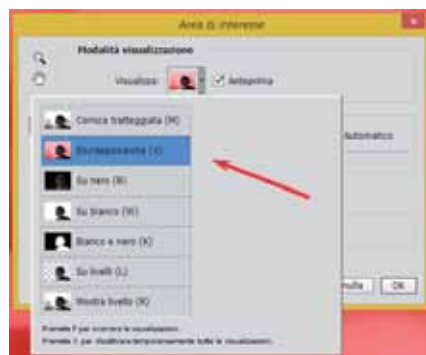 Area di interesse
Modalità visualizzazione
Visualizza: Anteprima
Automatico
Cornice tratteggiata (M)
Sovrapposizione (V)
Su nero (B)
Su bianco (W)
Bianco e nero (K)
Su livelli (L)
Mostra livello (R)
OK
Premete F per scorrere le visualizzazioni.
Premete X per disattivare temporaneamente tutte le visualizzazioni.